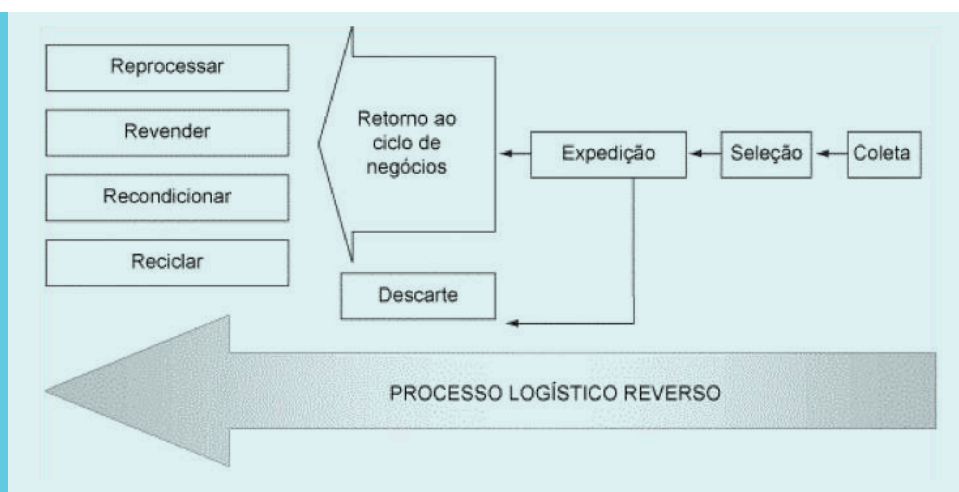 Reprocessar
Revender
Recondicionar
Reciclar
Retorno ao
ciclo de
negócios
Expedição
Seleção
Coleta
Descarte
PROCESSO LOGÍSTICO REVERSO